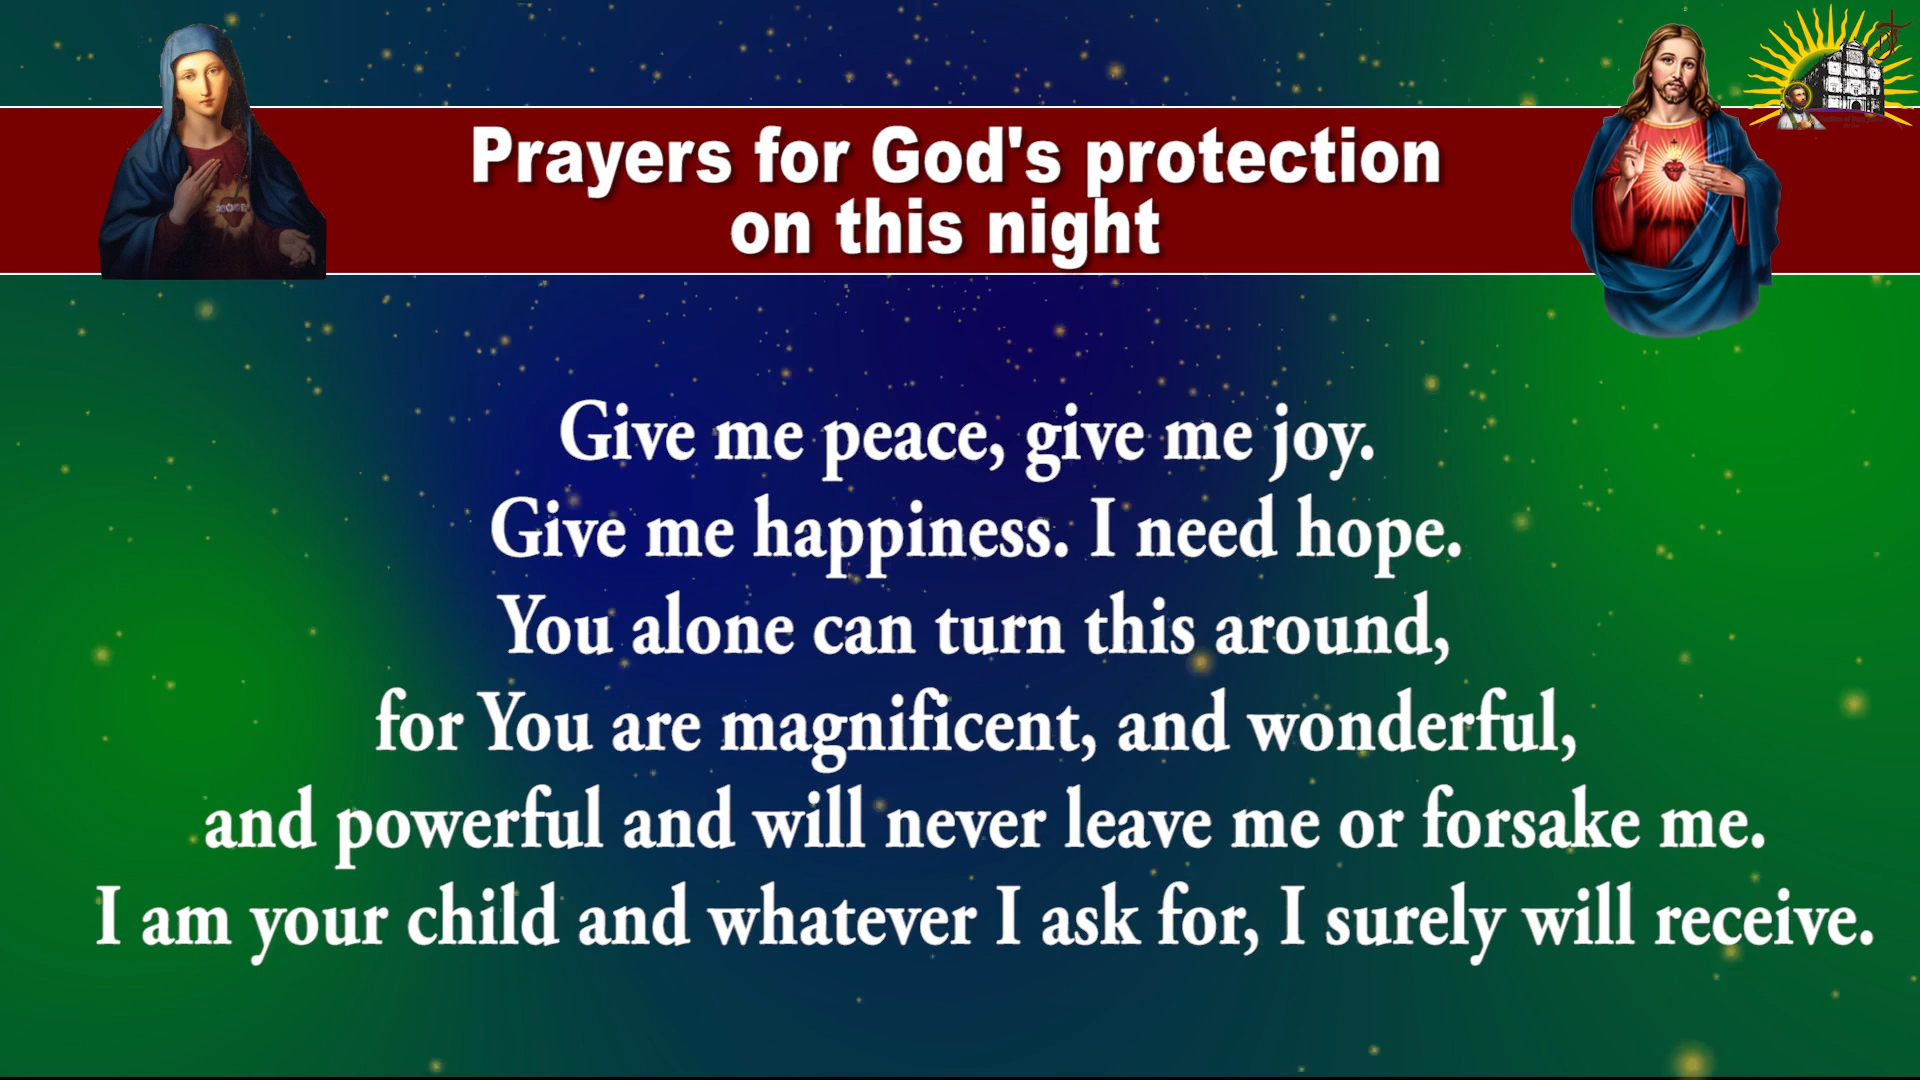 Prayers for God's protection
on this night
Give me peace, give me joy.
Give me happiness. I need hope.
You alone can turn this around,
for You are magnificent, and wonderful,
and powerful and will never leave me or forsake me.
I am your child and whatever I ask for, I surely will receive.